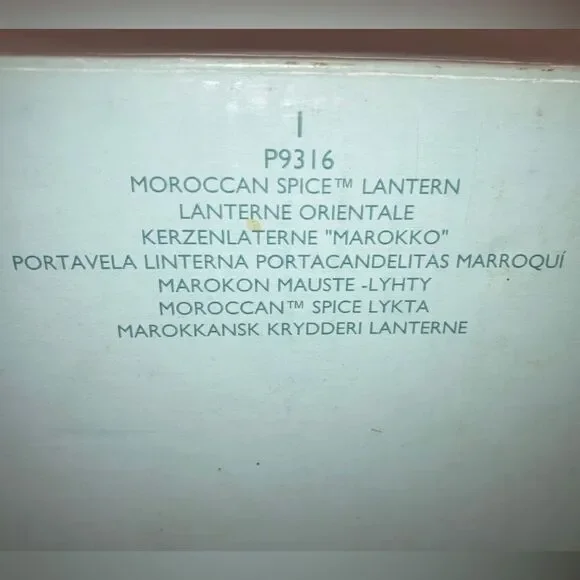 1
P9316
MOROCCAN SPICE™ LANTERN
LANTERNE ORIENTALE
KERZENLATERNE "MAROKKO"
PORTAVELA LINTERNA PORTACANDELITAS MARROQUÍ
MAROKON MAUSTE -LYHTY
MOROCCAN™ SPICE LYKTA
MAROKKANSK KRYDDERI LANTERNE